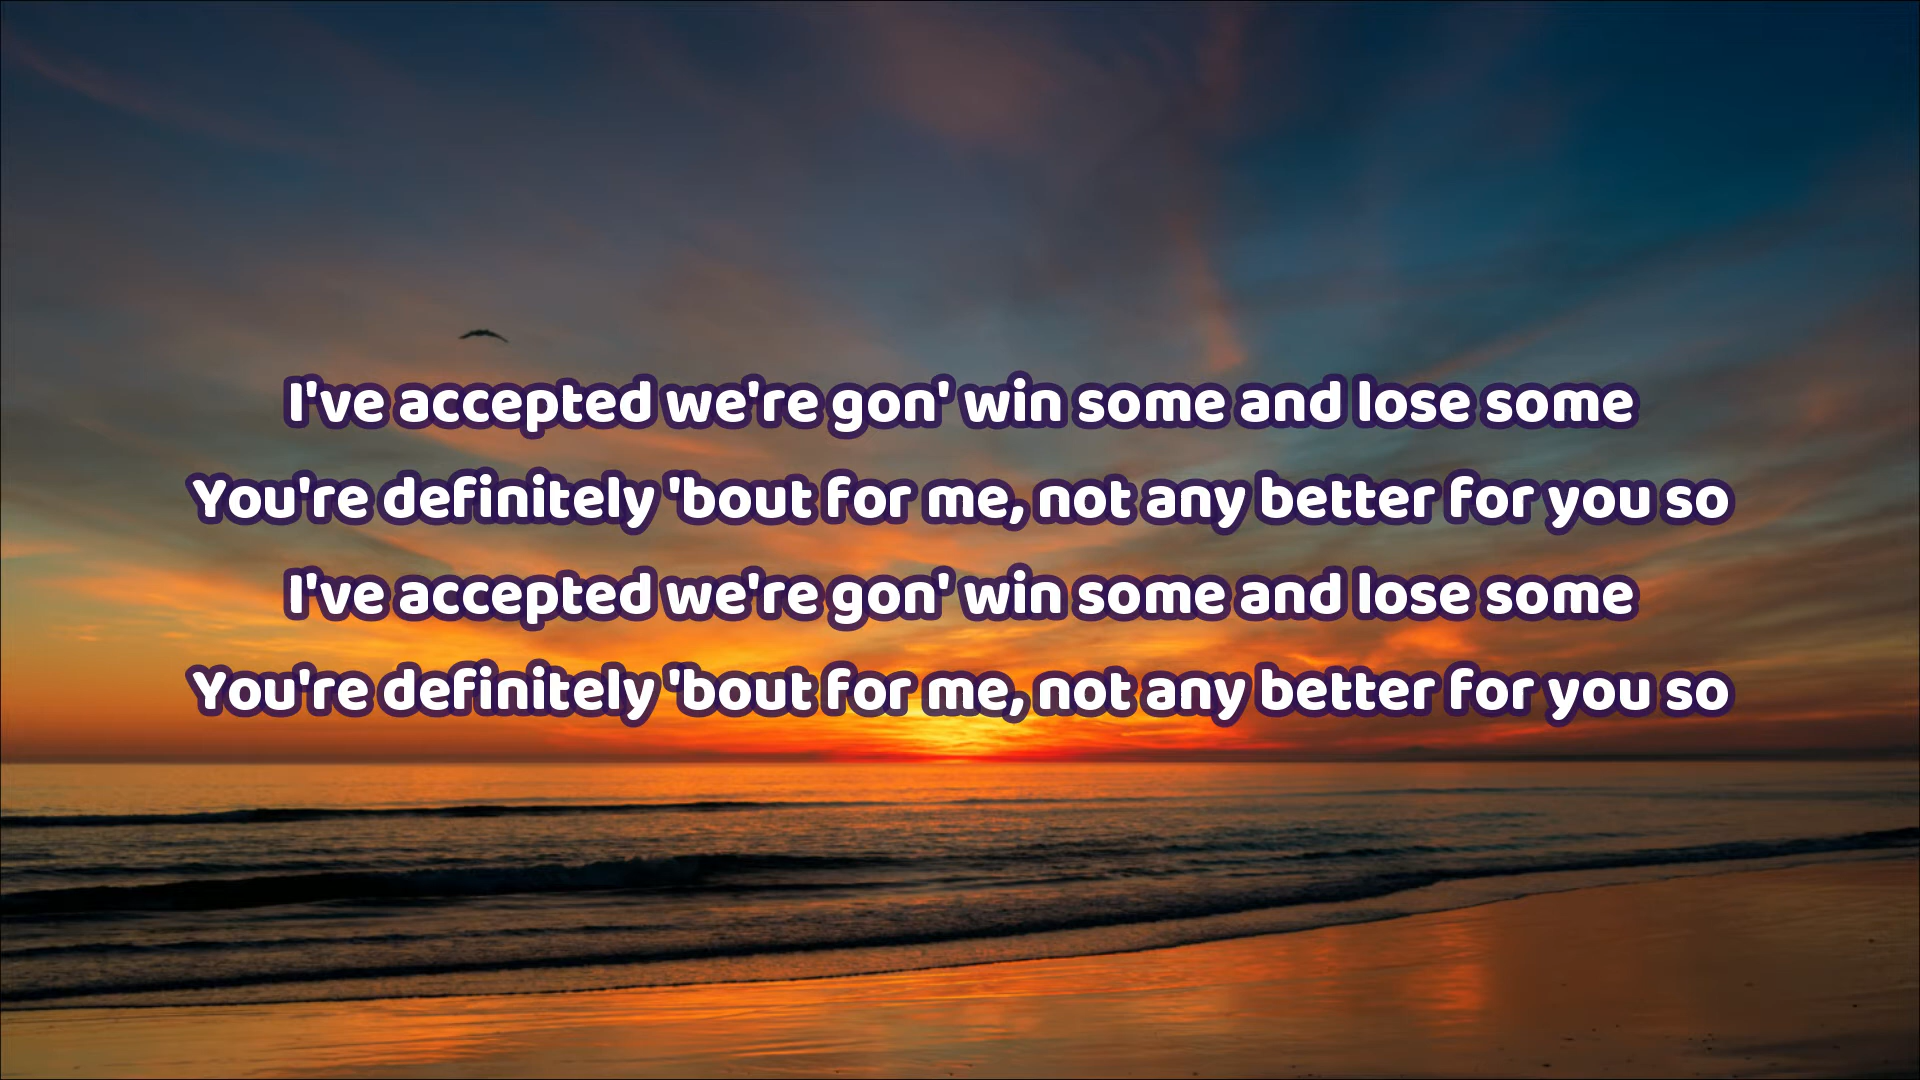 I've accepted we're gon' win some and lose some
You're definitely 'bout for me, not any better for you so
I've accepted we're gon' win some and lose some
You're definitely 'bout for me, not any better for you so